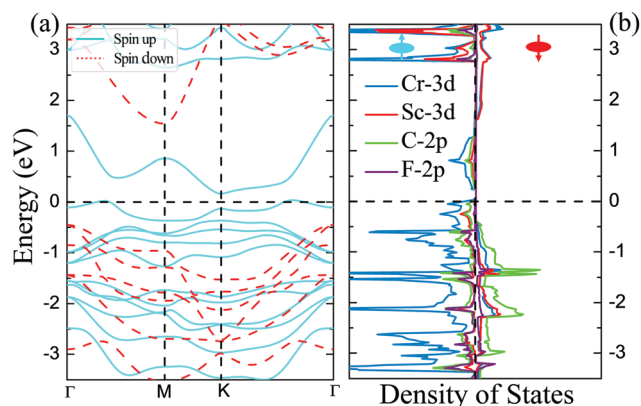 (a)
Spin up
Spin down
Energy (eV)
3
2
1
0
-1
-2
-3
Γ
M
K
Γ
(b)
Cr-3d
Sc-3d
C-2p
F-2p
3
2
1
0
-1
-2
-3
Density of States